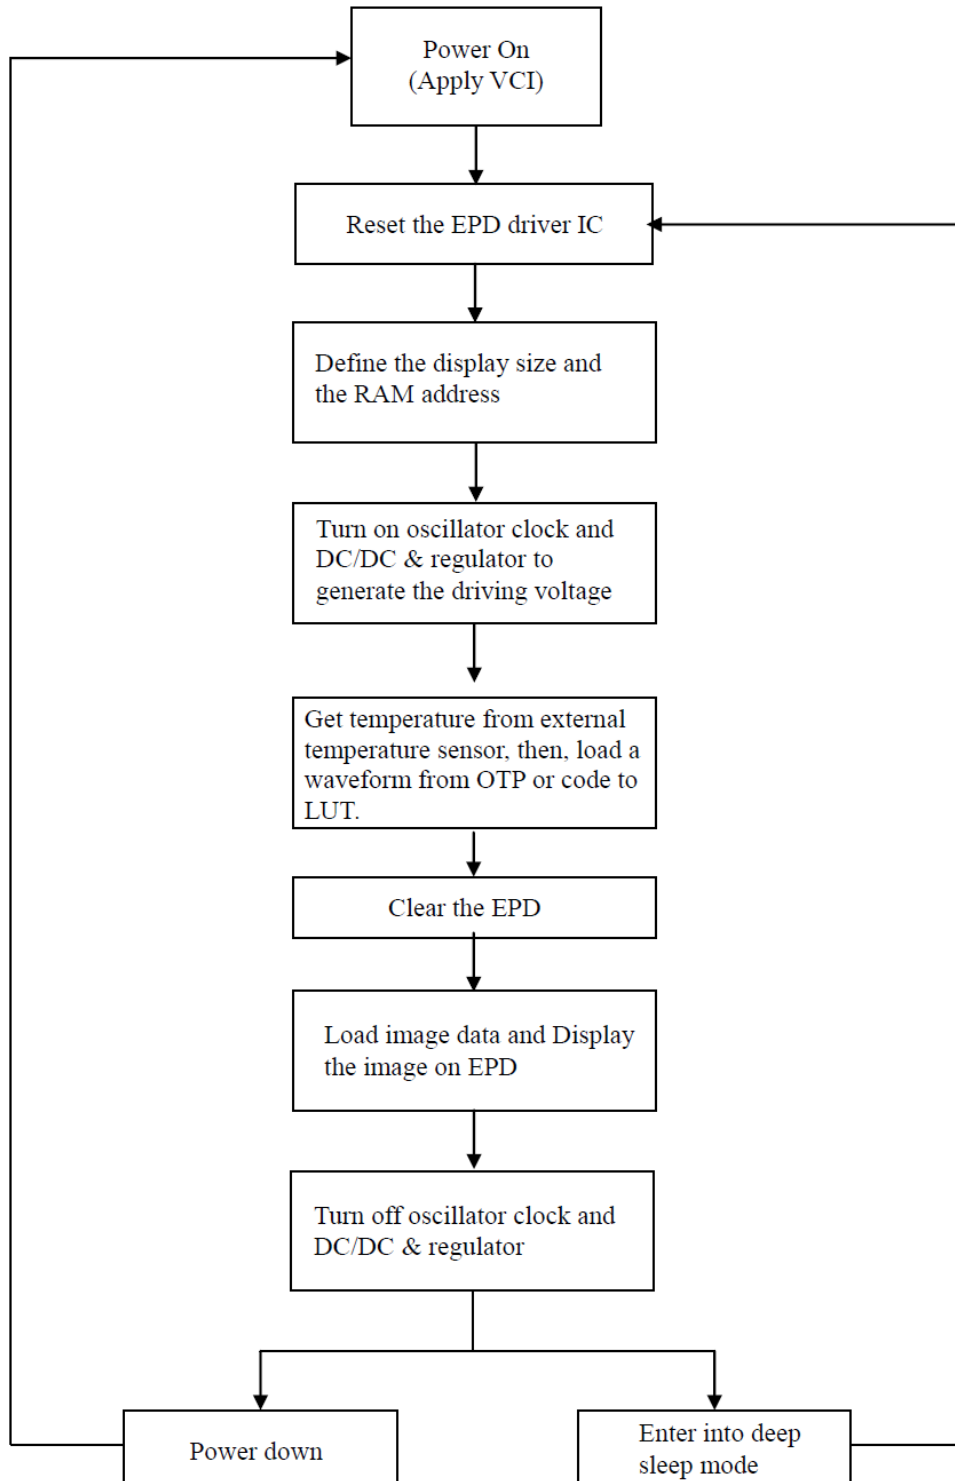 Power On
(Apply VCI)
Reset the EPD driver IC
Define the display size and
the RAM address
Turn on oscillator clock and
DC/DC & regulator to
generate the driving voltage
Get temperature from external
temperature sensor, then, load a
waveform from OTP or code to
LUT.
Clear the EPD
Load image data and Display
the image on EPD
Turn off oscillator clock and
DC/DC & regulator
Power down
Enter into deep
sleep mode